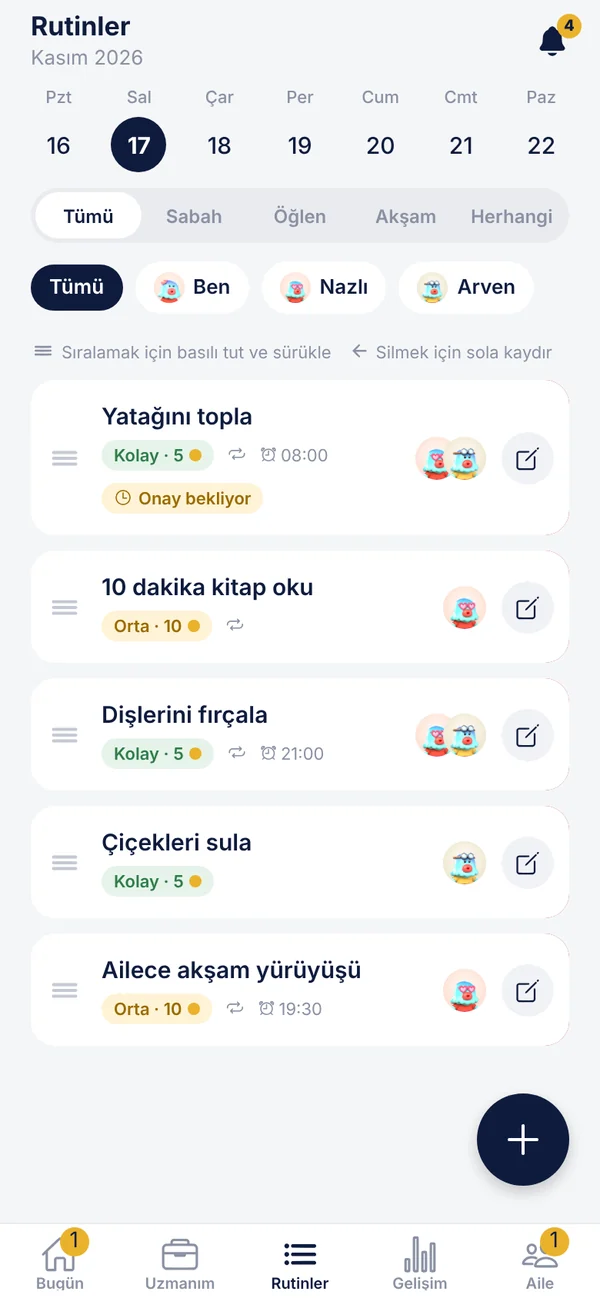 Rutinler
4
Kasım 2026
Pzt Sal Çar Per Cum Cmt Paz
16 17 18 19 20 21 22
Tümü Sabah Öğlen Akşam Herhangi
Tümü Ben Nazlı Arven
Sıralamak için basılı tut ve sürükle Silmek için sola kaydır
Yatağını topla
Kolay · 5 08:00
Onay bekliyor
10 dakika kitap oku
Orta · 10
Dişlerini fırçala
Kolay · 5 21:00
Çiçekleri sula
Kolay · 5
Ailece akşam yürüyüşü
Orta · 10 19:30
1 1
Bugün Uzmanım Rutinler Gelişim Aile